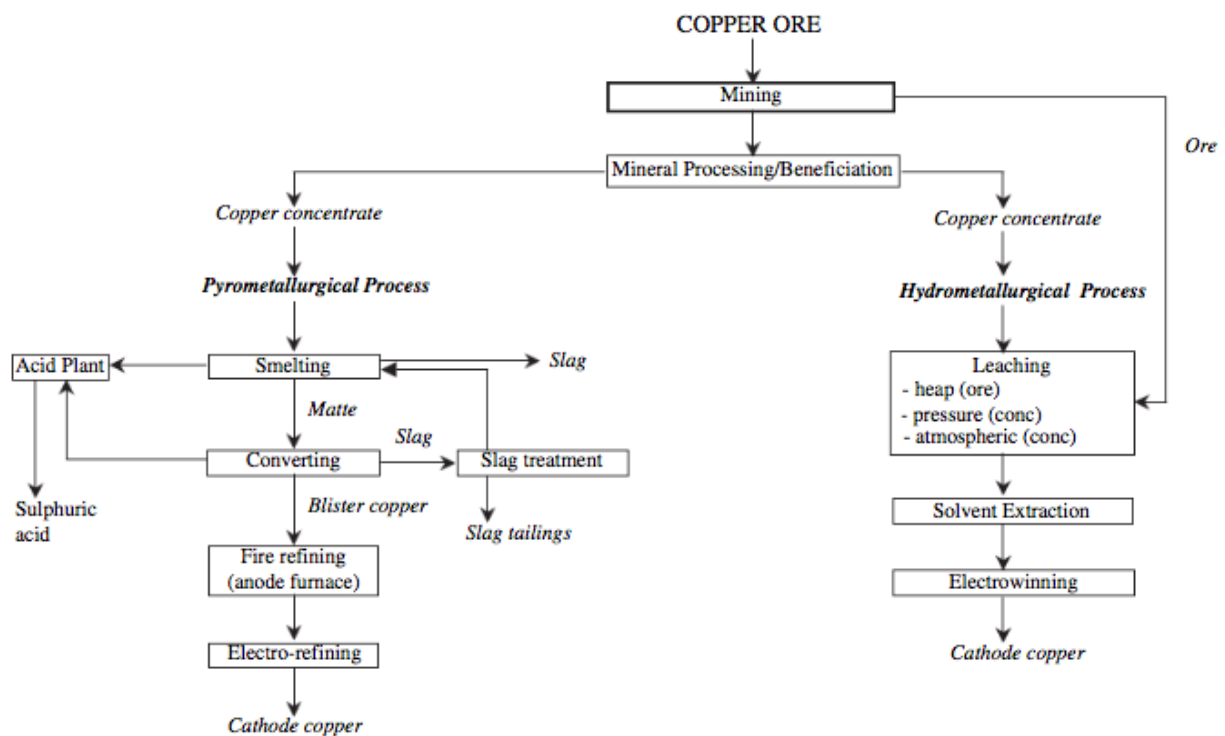 COPPER ORE
Mining
Ore
Mineral Processing/Beneficiation
Copper concentrate
Copper concentrate
Pyrometallurgical Process
Hydrometallurgical Process
Acid Plant
Smelting
Slag
Leaching
- heap (ore)
- pressure (conc)
- atmospheric (conc)
Matte
Slag
Converting
Slag treatment
Blister copper
Sulphuric
acid
Slag tailings
Solvent Extraction
Fire refining
(anode furnace)
Electrowinning
Electro-refining
Cathode copper
Cathode copper